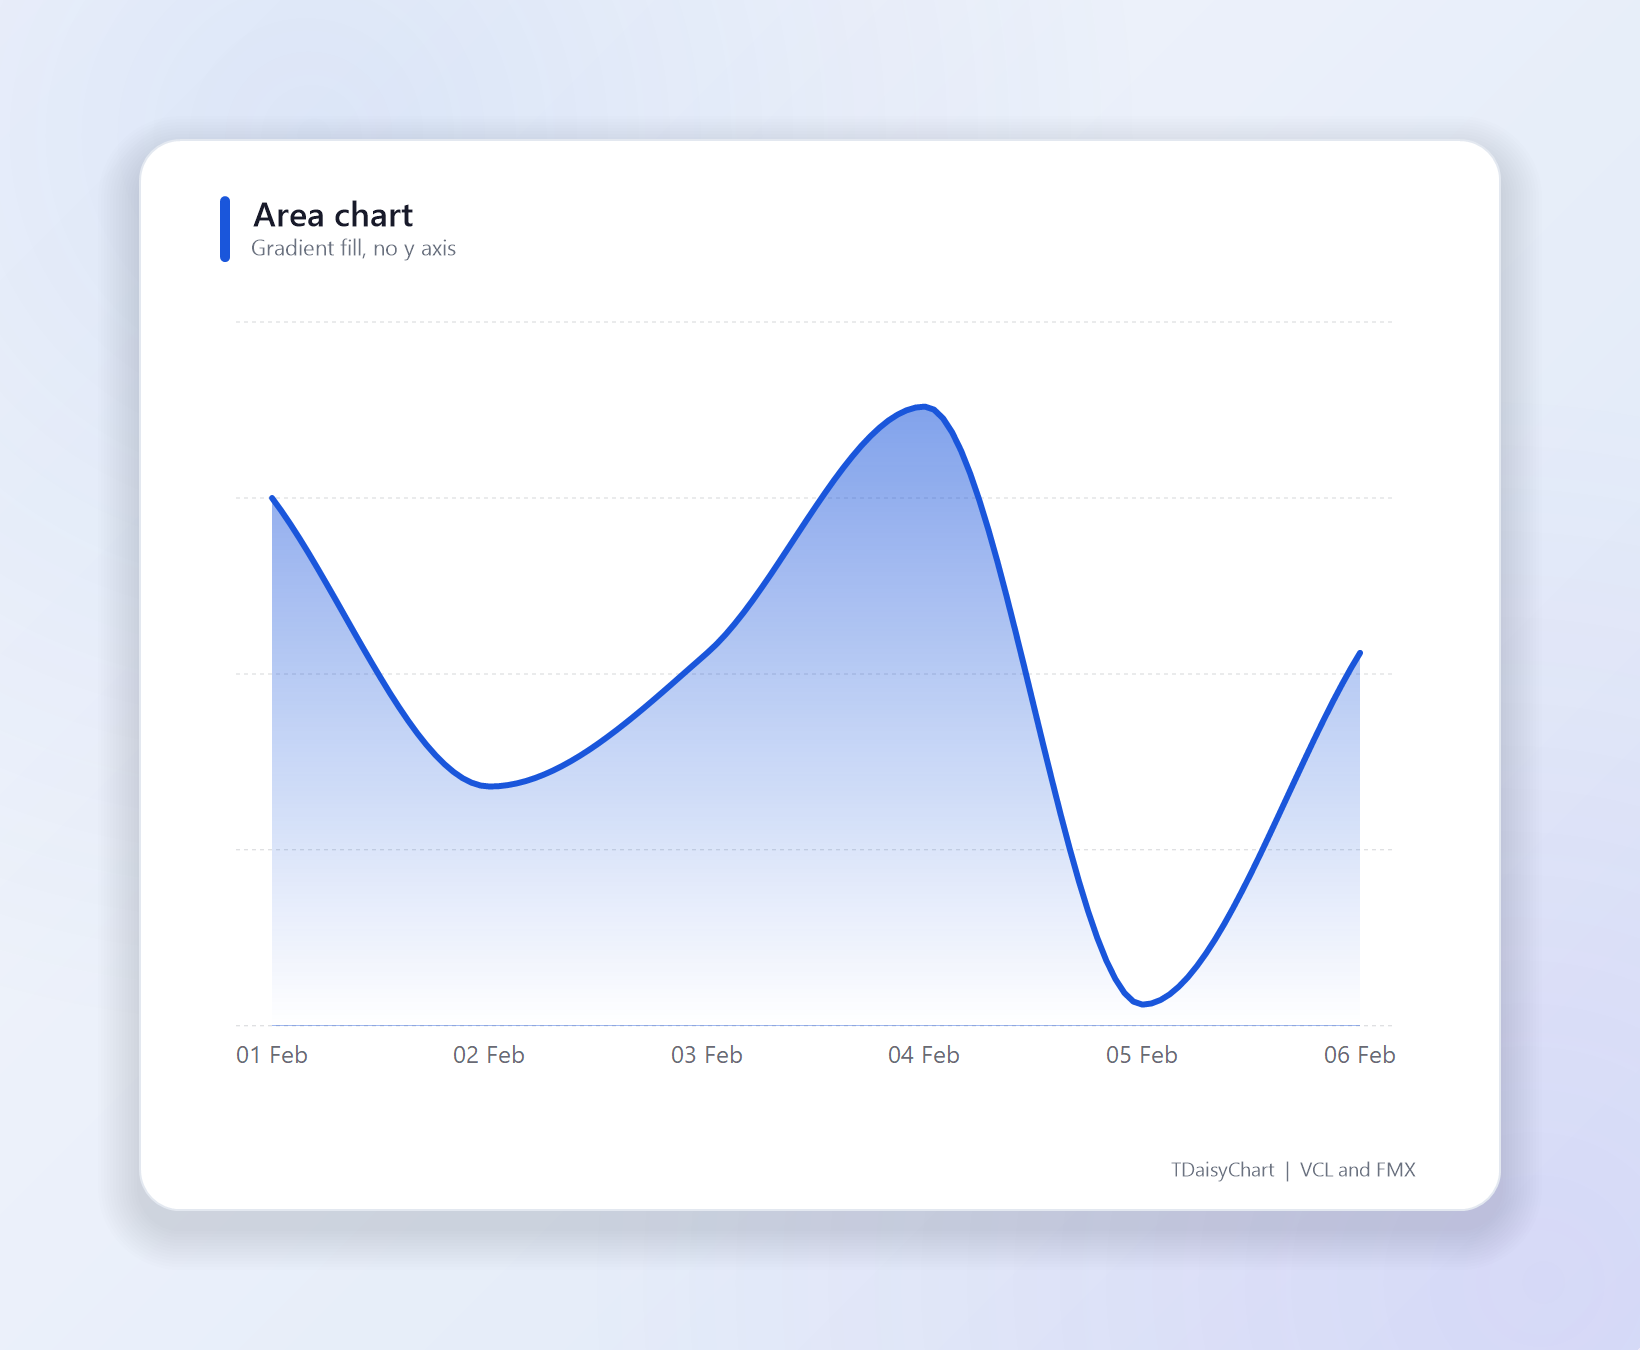 Area chart
Gradient fill, no y axis
01 Feb 02 Feb 03 Feb 04 Feb 05 Feb 06 Feb
TDaisyChart | VCL and FMX